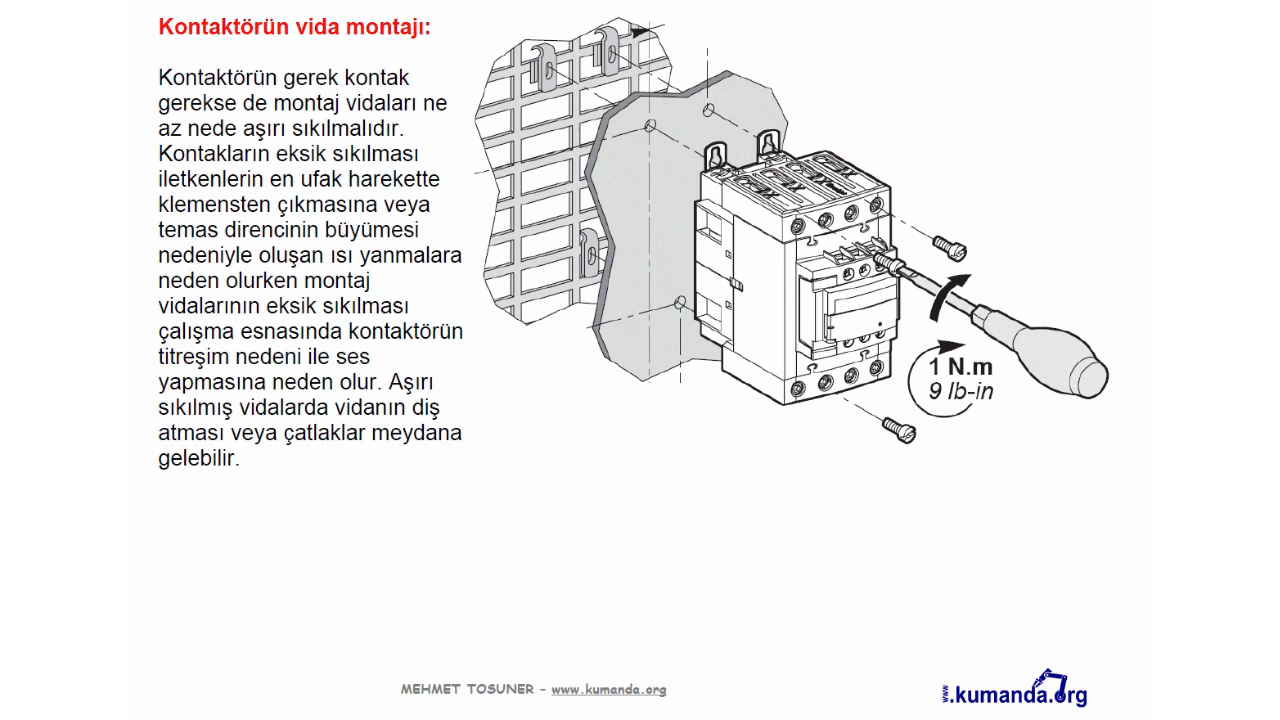 Kontaktörün vida montajı:
Kontaktörün gerek kontak
gerekse de montaj vidaları ne
az nede aşırı sıkılmalıdır.
Kontakların eksik sıkılması
iletkenlerin en ufak harekette
klemensten çıkmasına veya
temas direncinin büyümesi
nedeniyle oluşan ısı yanmalara
neden olurken montaj
vidalarının eksik sıkılması
çalışma esnasında kontaktörün
titreşim nedeni ile ses
yapmasına neden olur. Aşırı
sıkılmış vidalarda vidanın diş
atması veya çatlaklar meydana
gelebilir.
1 N.m
9 lb-in
MEHMET TOSUNER - www.kumanda.org
www.kumanda.org